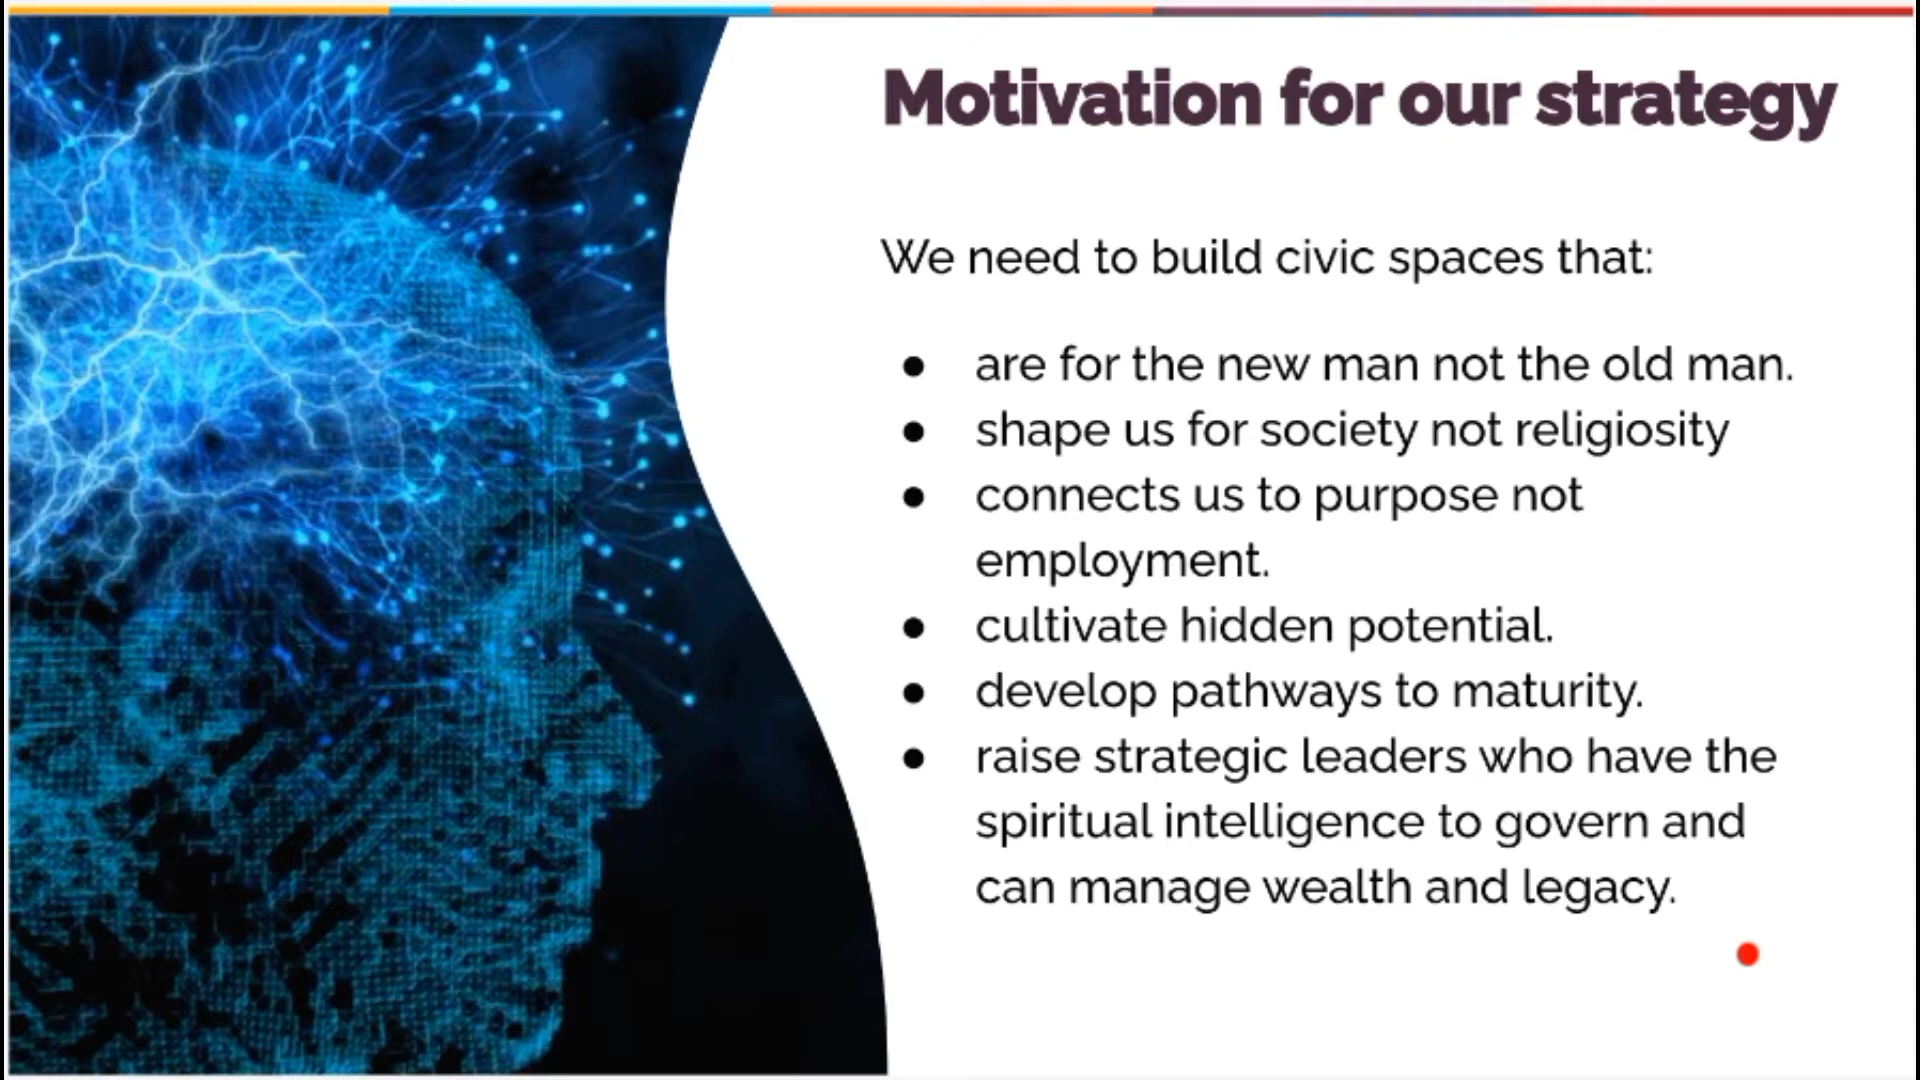 Motivation for our strategy
We need to build civic spaces that:
● are for the new man not the old man.
● shape us for society not religiosity
● connects us to purpose not
employment.
● cultivate hidden potential.
● develop pathways to maturity.
● raise strategic leaders who have the
spiritual intelligence to govern and
can manage wealth and legacy.